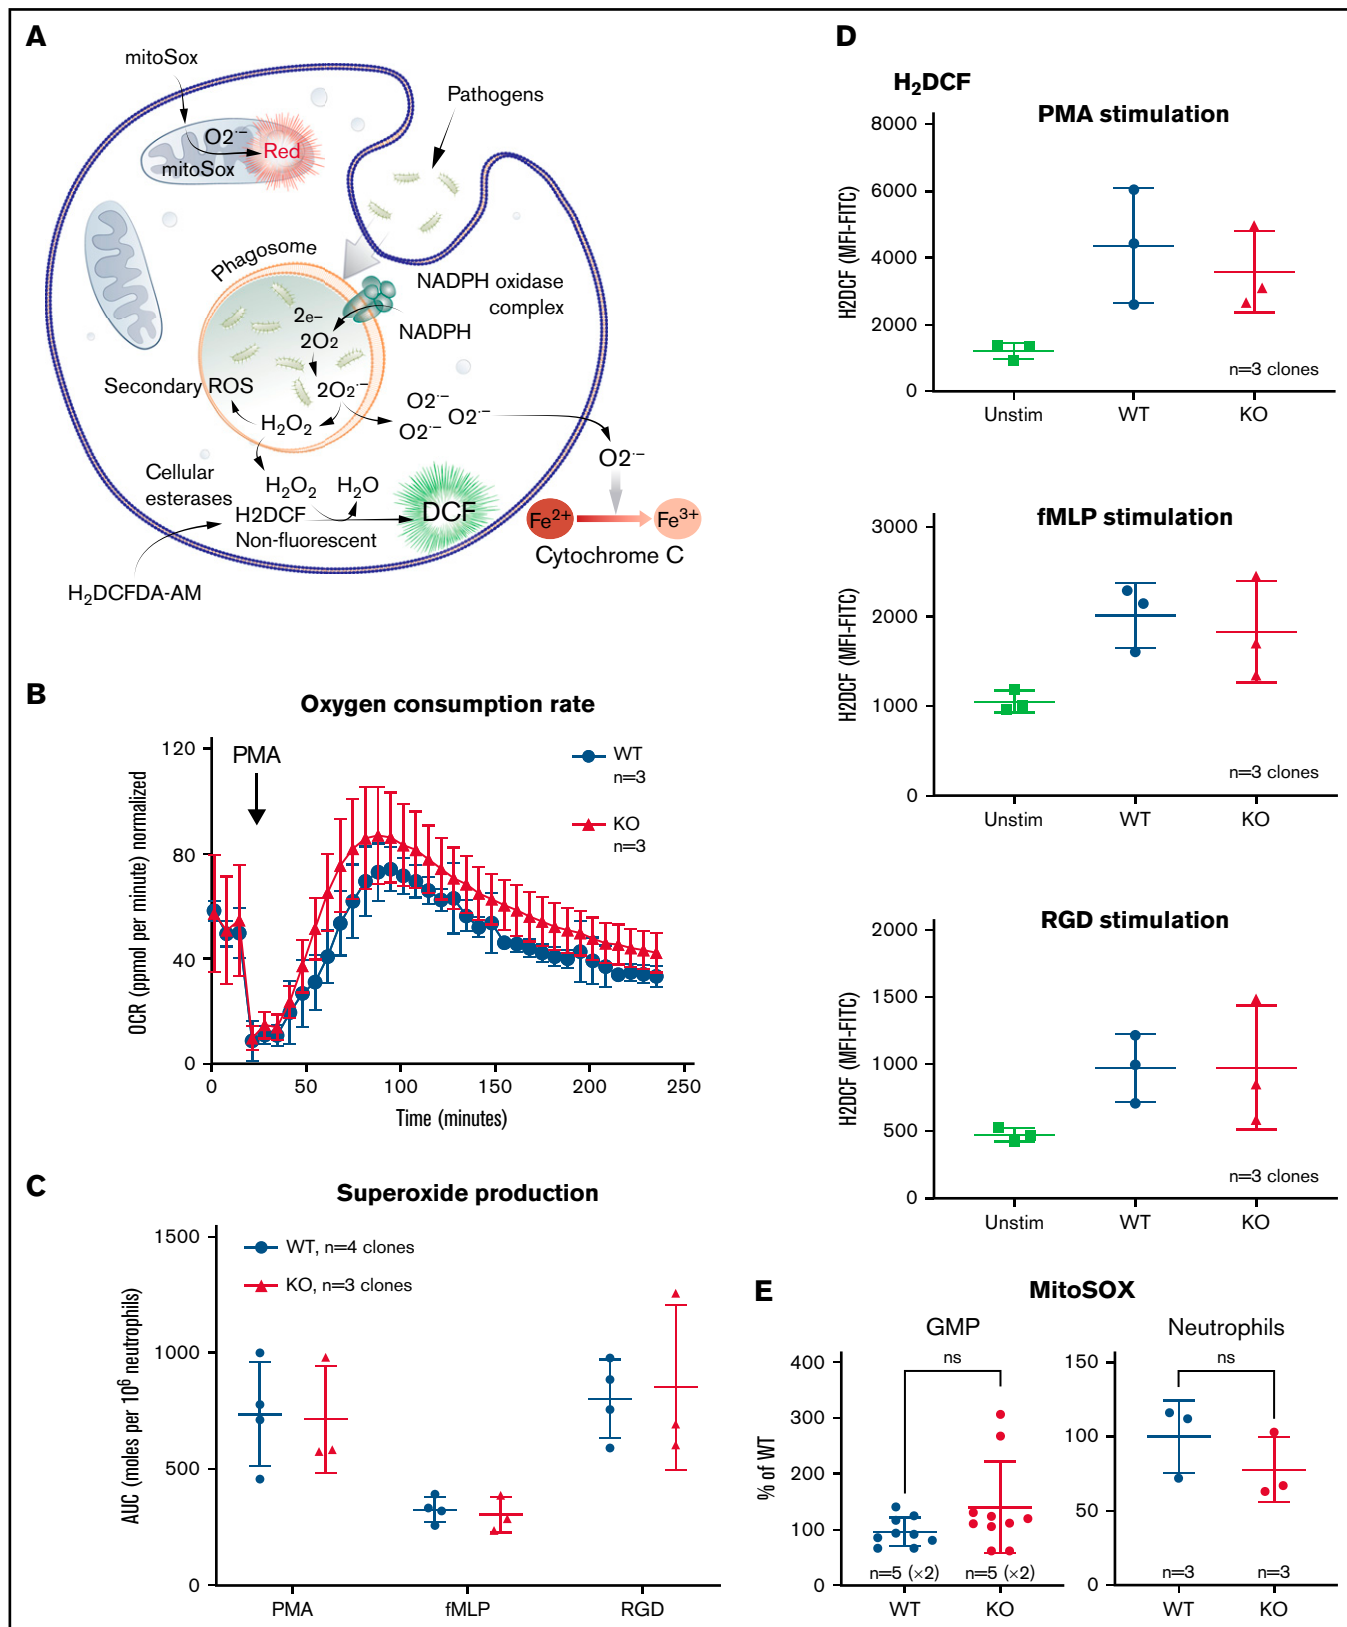 A
mitoSox
O2·–
mitoSox
Red
Pathogens
Phagosome
NADPH oxidase
complex
NADPH
2e–
2O2
2O2·–
Secondary ROS
H2O2
O2·–
O2·–
O2·–
O2·–
Cellular
esterases
H2O2
H2O
H2DCF
Non-fluorescent
DCF
Fe2+
Fe3+
Cytochrome C
H2DCFDA-AM
B
Oxygen consumption rate
PMA
WT
n=3
KO
n=3
OCR (ppmol per minute) normalized
120
80
40
0
0
50
100
150
200
250
Time (minutes)
C
Superoxide production
WT, n=4 clones
KO, n=3 clones
AUC (moles per 10⁶ neutrophils)
1500
1000
500
0
PMA
fMLP
RGD
D
H2DCF
PMA stimulation
H2DCF (MFI-FITC)
8000
6000
4000
2000
0
n=3 clones
Unstim
WT
KO
fMLP stimulation
H2DCF (MFI-FITC)
3000
2000
1000
0
n=3 clones
Unstim
WT
KO
RGD stimulation
H2DCF (MFI-FITC)
2000
1500
1000
500
0
n=3 clones
Unstim
WT
KO
E
MitoSOX
GMP
ns
% of WT
400
300
200
100
0
n=5 (×2)
n=5 (×2)
WT
KO
Neutrophils
ns
150
100
50
0
n=3
n=3
WT
KO